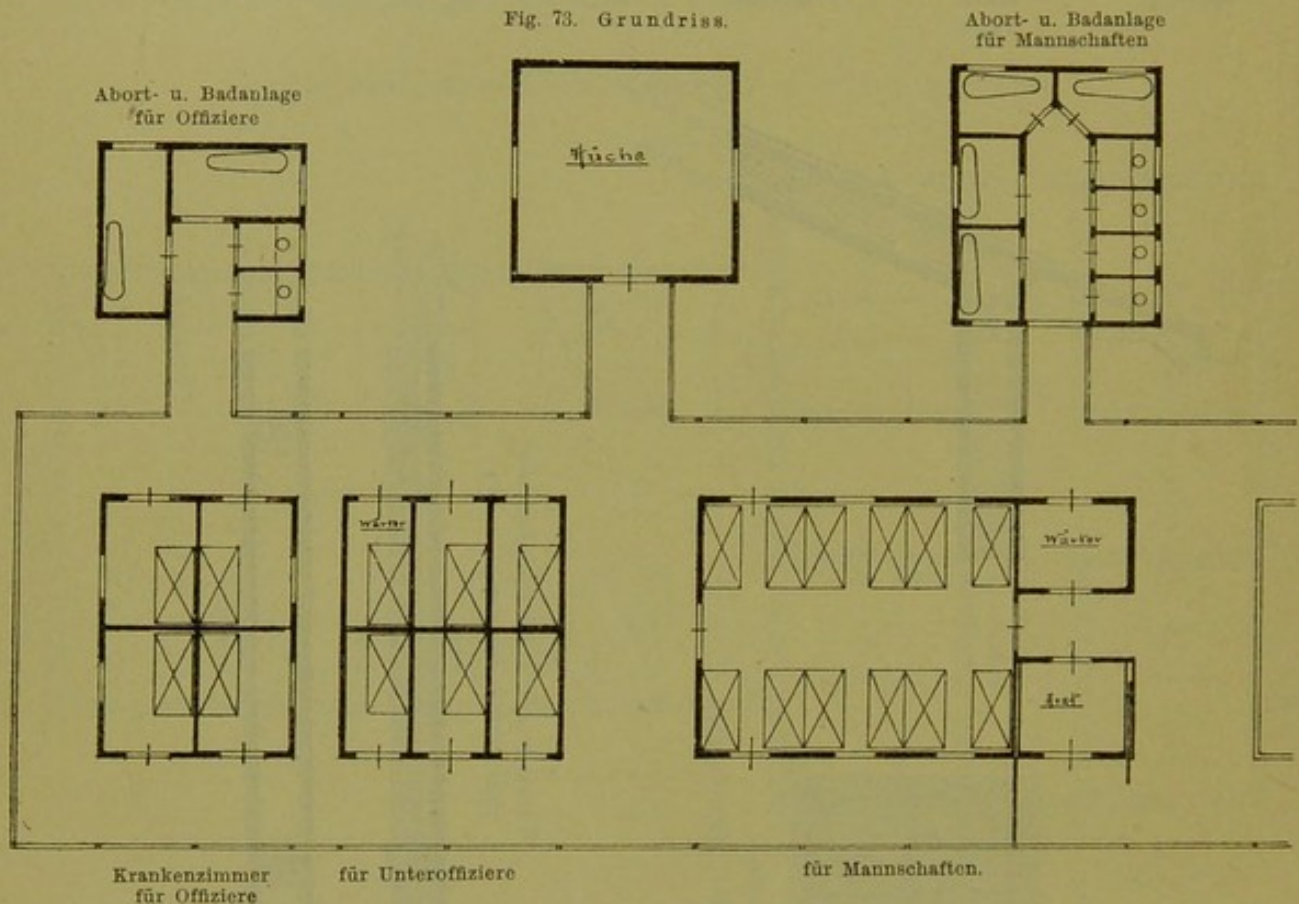 Fig. 73. Grundriss.
Abort- u. Badanlage
für Mannschaften
Abort- u. Badanlage
für Offiziere
Küche
Wärter
Wärter
Arzt
Krankenzimmer
für Offiziere
für Unteroffiziere
für Mannschaften.